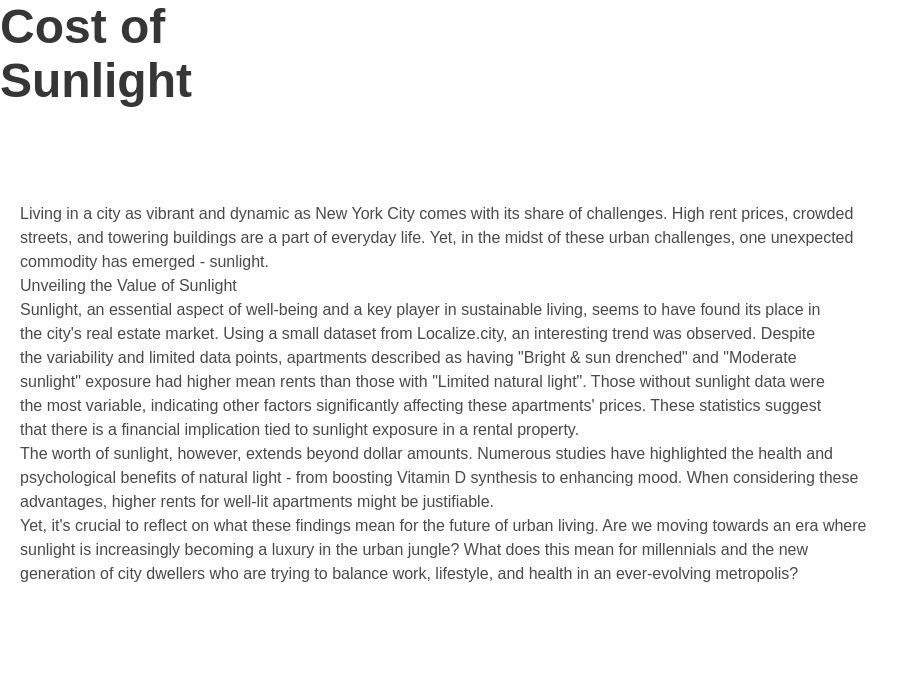 Cost of
Sunlight
Living in a city as vibrant and dynamic as New York City comes with its share of challenges. High rent prices, crowded
streets, and towering buildings are a part of everyday life. Yet, in the midst of these urban challenges, one unexpected
commodity has emerged - sunlight.
Unveiling the Value of Sunlight
Sunlight, an essential aspect of well-being and a key player in sustainable living, seems to have found its place in
the city's real estate market. Using a small dataset from Localize.city, an interesting trend was observed. Despite
the variability and limited data points, apartments described as having "Bright & sun drenched" and "Moderate
sunlight" exposure had higher mean rents than those with "Limited natural light". Those without sunlight data were
the most variable, indicating other factors significantly affecting these apartments' prices. These statistics suggest
that there is a financial implication tied to sunlight exposure in a rental property.
The worth of sunlight, however, extends beyond dollar amounts. Numerous studies have highlighted the health and
psychological benefits of natural light - from boosting Vitamin D synthesis to enhancing mood. When considering these
advantages, higher rents for well-lit apartments might be justifiable.
Yet, it's crucial to reflect on what these findings mean for the future of urban living. Are we moving towards an era where
sunlight is increasingly becoming a luxury in the urban jungle? What does this mean for millennials and the new
generation of city dwellers who are trying to balance work, lifestyle, and health in an ever-evolving metropolis?